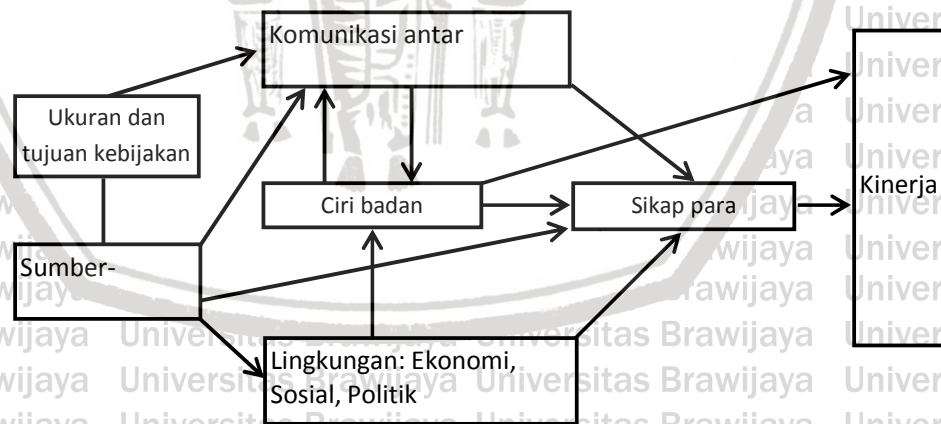 Komunikasi antar
Ukuran dan
tujuan kebijakan
Ciri badan
Sikap para
Kinerja
Sumber-
Lingkungan: Ekonomi,
Sosial, Politik